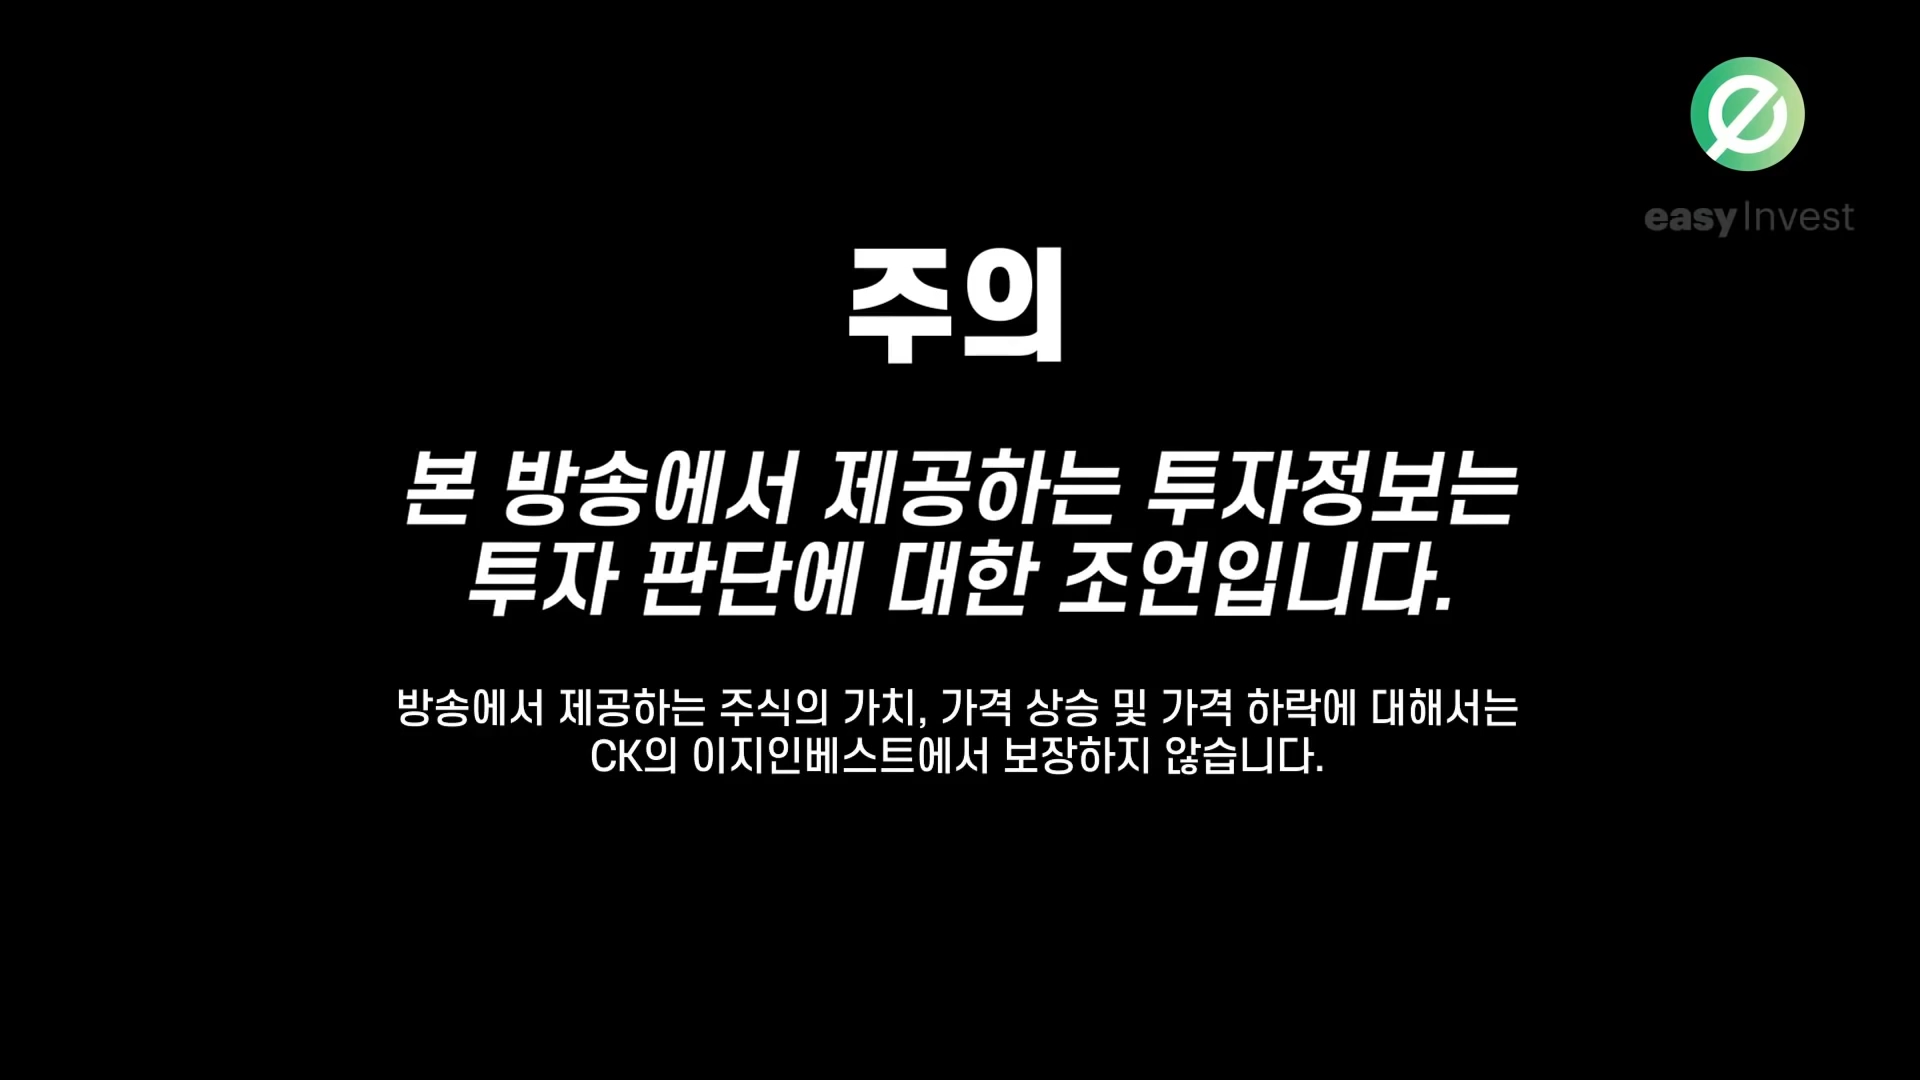 easyInvest
주의
본 방송에서 제공하는 투자정보는
투자 판단에 대한 조언입니다.
방송에서 제공하는 주식의 가치, 가격 상승 및 가격 하락에 대해서는
CK의 이지인베스트에서 보장하지 않습니다.